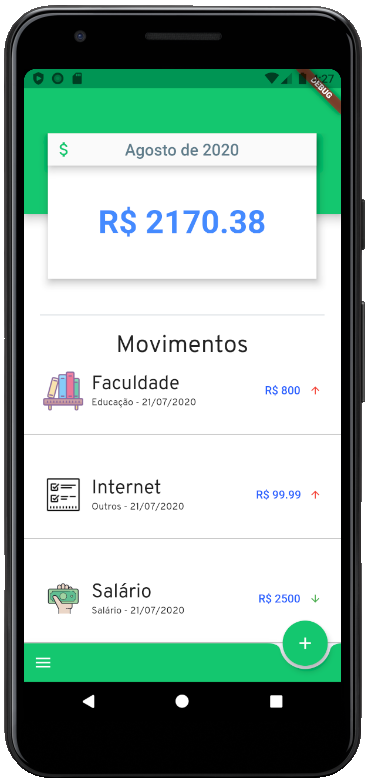 :27
DEBUG
$ Agosto de 2020
R$ 2170.38
Movimentos
Faculdade
Educação - 21/07/2020
R$ 800
Internet
Outros - 21/07/2020
R$ 99.99
Salário
Salário - 21/07/2020
R$ 2500
+